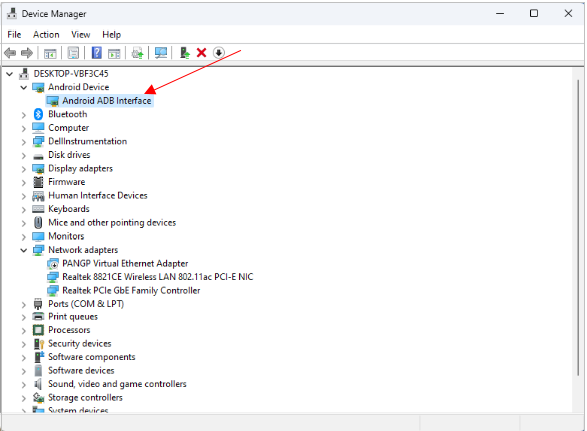 Device Manager
File Action View Help
DESKTOP-VBF3C45
Android Device
Android ADB Interface
Bluetooth
Computer
DellInstrumentation
Disk drives
Display adapters
Firmware
Human Interface Devices
Keyboards
Mice and other pointing devices
Monitors
Network adapters
PANGP Virtual Ethernet Adapter
Realtek 8821CE Wireless LAN 802.11ac PCI-E NIC
Realtek PCIe GbE Family Controller
Ports (COM & LPT)
Print queues
Processors
Security devices
Software components
Software devices
Sound, video and game controllers
Storage controllers
System devices